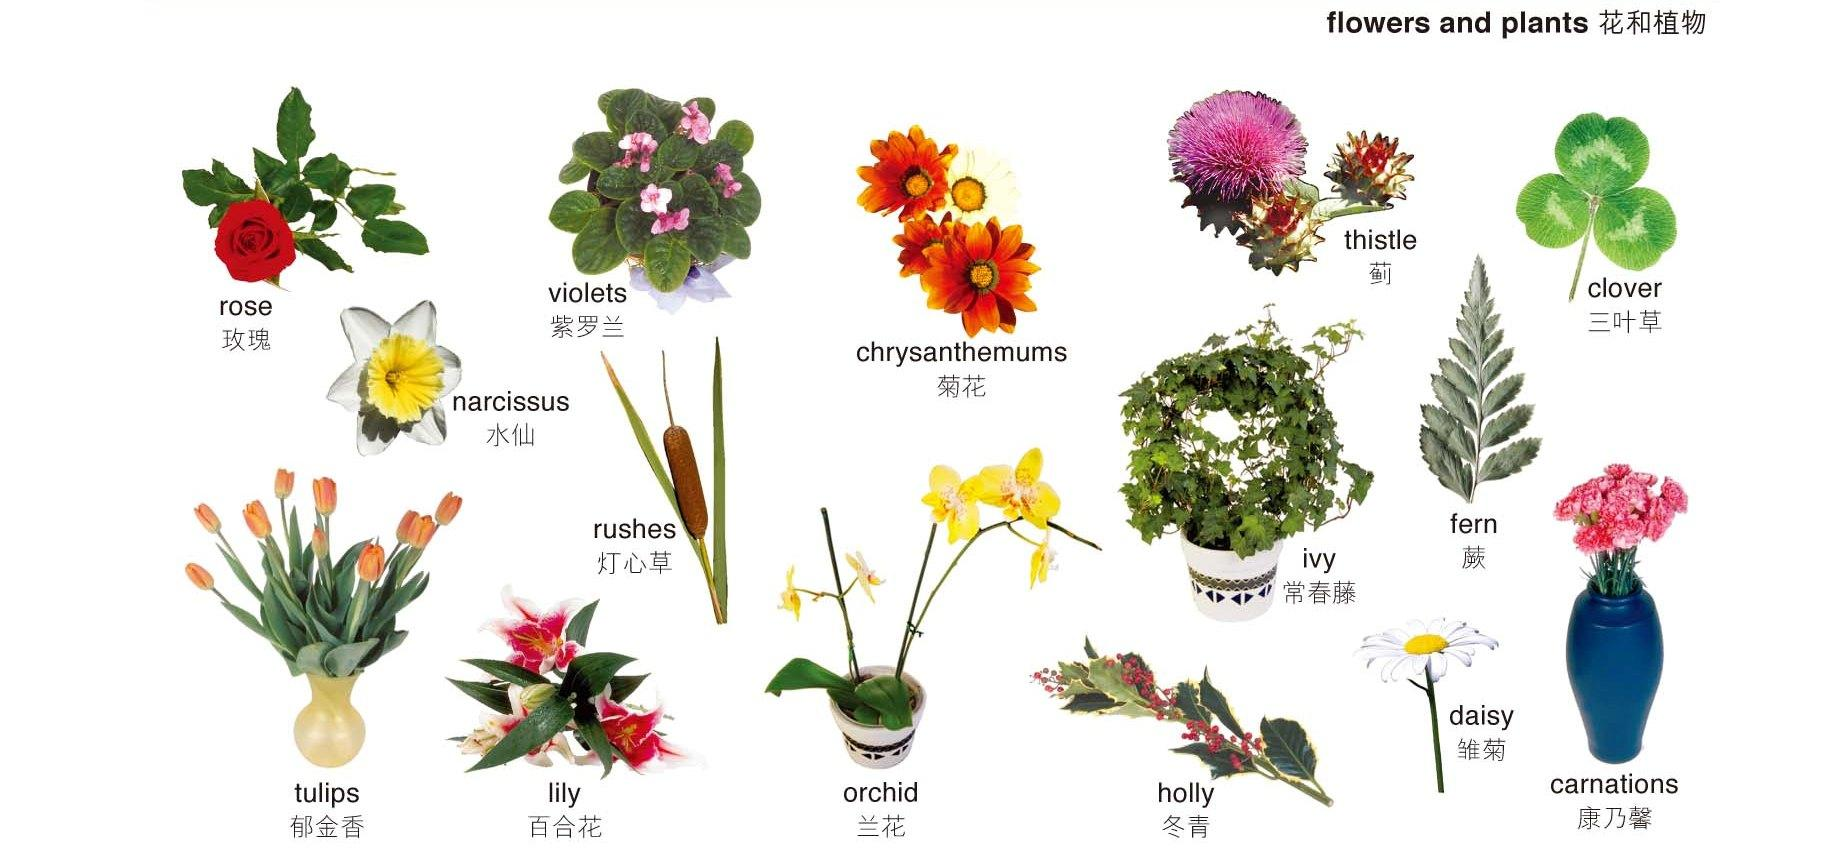 flowers and plants 花和植物
rose
玫瑰
violets
紫罗兰
chrysanthemums
菊花
thistle
蓟
clover
三叶草
narcissus
水仙
rushes
灯心草
ivy
常春藤
fern
蕨
tulips
郁金香
lily
百合花
orchid
兰花
holly
冬青
daisy
雏菊
carnations
康乃馨